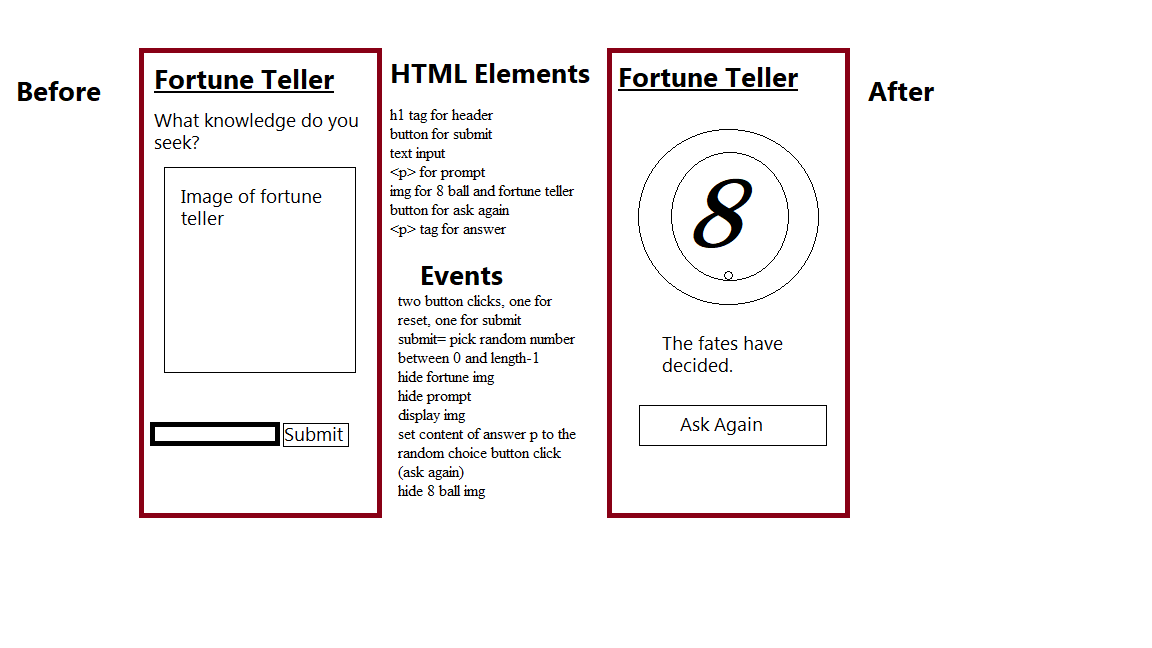 Before
Fortune Teller
What knowledge do you
seek?
Image of fortune
teller
Submit
HTML Elements
h1 tag for header
button for submit
text input
<p> for prompt
img for 8 ball and fortune teller
button for ask again
<p> tag for answer
Events
two button clicks, one for
reset, one for submit
submit= pick random number
between 0 and length-1
hide fortune img
hide prompt
display img
set content of answer p to the
random choice button click
(ask again)
hide 8 ball img
Fortune Teller
8
The fates have
decided.
Ask Again
After